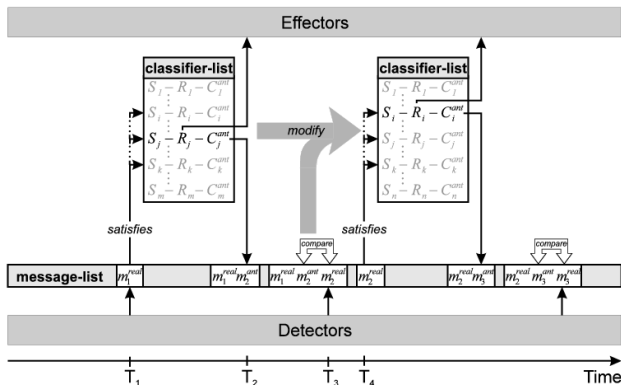 Effectors
classifier-list
S₁ – R₁ – C₁ᵃⁿᵗ
Sᵢ – Rᵢ – Cᵢᵃⁿᵗ
Sⱼ – Rⱼ – Cⱼᵃⁿᵗ
Sₖ – Rₖ – Cₖᵃⁿᵗ
Sₘ – Rₘ – Cₘᵃⁿᵗ
modify
classifier-list
S₁ – R₁ – C₁ᵃⁿᵗ
Sᵢ – Rᵢ – Cᵢᵃⁿᵗ
Sⱼ – Rⱼ – Cⱼᵃⁿᵗ
Sₖ – Rₖ – Cₖᵃⁿᵗ
Sₙ – Rₙ – Cₙᵃⁿᵗ
satisfies
compare
satisfies
compare
message-list m₁ʳᵉᵃˡ m₁ʳᵉᵃˡ m₂ᵃⁿᵗ m₁ʳᵉᵃˡ m₂ᵃⁿᵗ m₂ʳᵉᵃˡ m₂ʳᵉᵃˡ m₂ʳᵉᵃˡ m₃ᵃⁿᵗ m₂ʳᵉᵃˡ m₃ᵃⁿᵗ m₃ʳᵉᵃˡ
Detectors
T₁ T₂ T₃ T₄ Time